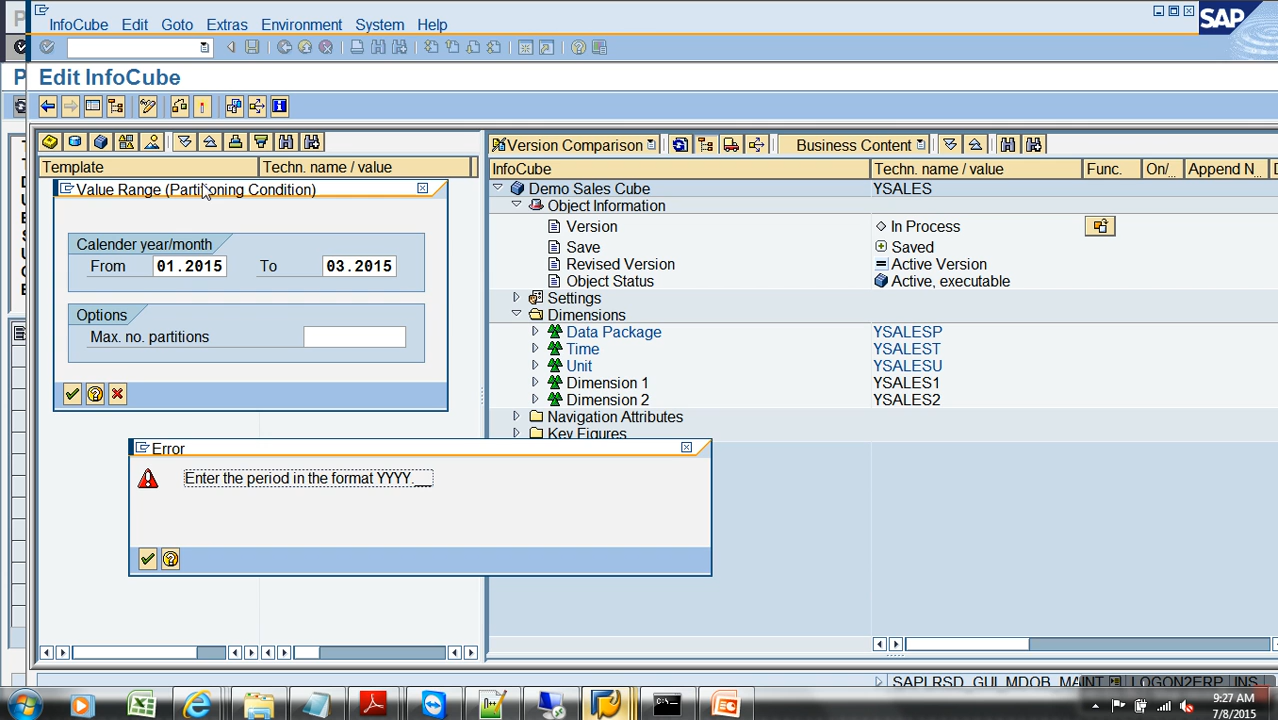 InfoCube Edit Goto Extras Environment System Help
SAP
Edit InfoCube
Version Comparison Business Content
Template Techn. name / value
InfoCube Techn. name / value Func. On/ Append N...
Value Range (Partitioning Condition)
Calender year/month
From 01.2015 To 03.2015
Options
Max. no. partitions
Demo Sales Cube YSALES
Object Information
Version In Process
Save Saved
Revised Version Active Version
Object Status Active, executable
Settings
Dimensions
Data Package YSALESP
Time YSALEST
Unit YSALESU
Dimension 1 YSALES1
Dimension 2 YSALES2
Navigation Attributes
Key Figures
Error
Enter the period in the format YYYY.__
9:27 AM
7/8/2015